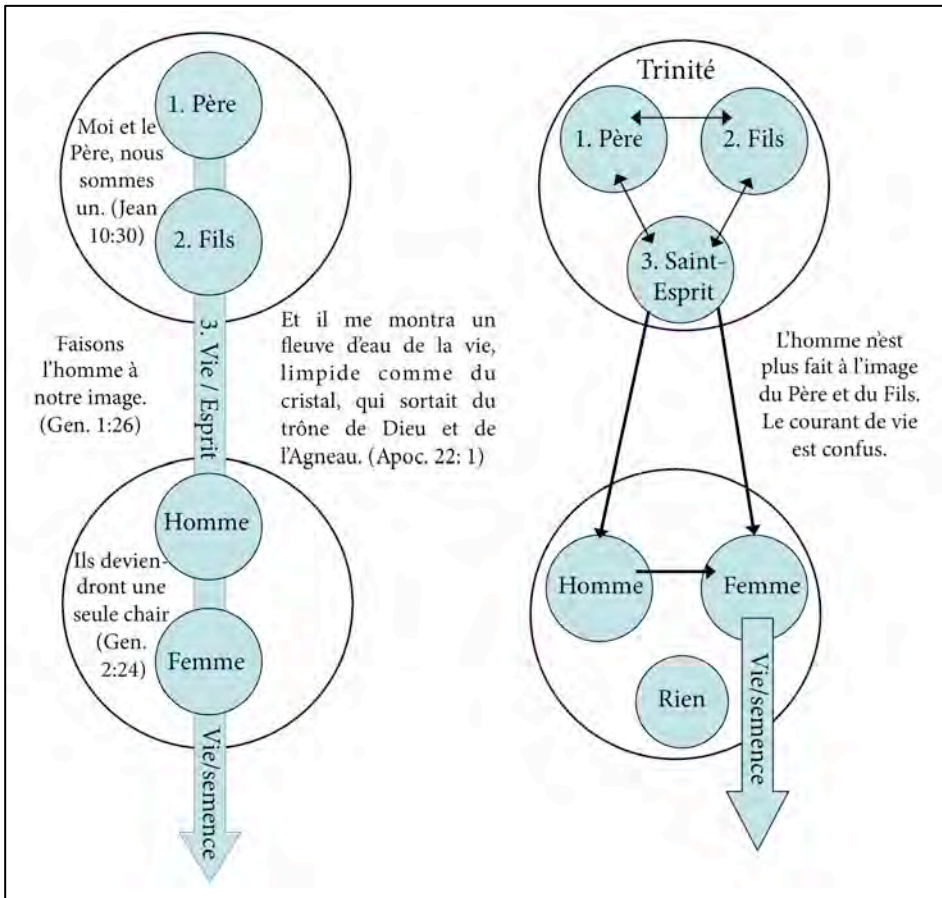 1. Père
Moi et le
Père, nous
sommes
un. (Jean
10:30)
2. Fils
3. Vie / Esprit
Faisons
l'homme à
notre image.
(Gen. 1:26)
Et il me montra un
fleuve d'eau de la vie,
limpide comme du
cristal, qui sortait du
trône de Dieu et de
l'Agneau. (Apoc. 22: 1)
Homme
Ils devien-
dront une
seule chair
(Gen.
2:24)
Femme
Vie/semence
Trinité
1. Père
2. Fils
3. Saint-
Esprit
L'homme n'est
plus fait à l'image
du Père et du Fils.
Le courant de vie
est confus.
Homme
Femme
Rien
Vie/semence